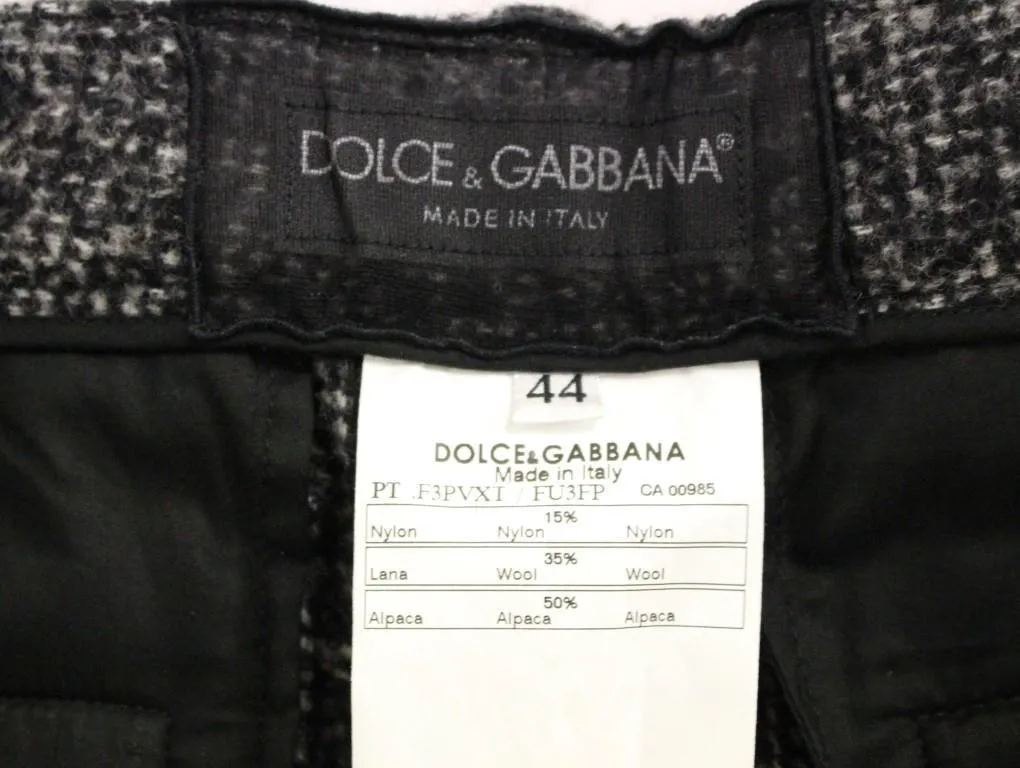 DOLCE & GABBANA®
MADE IN ITALY
44
DOLCE&GABBANA
Made in Italy
PT .F3PVXT / FU3FP CA 00985
15%
Nylon Nylon Nylon
35%
Lana Wool Wool
50%
Alpaca Alpaca Alpaca